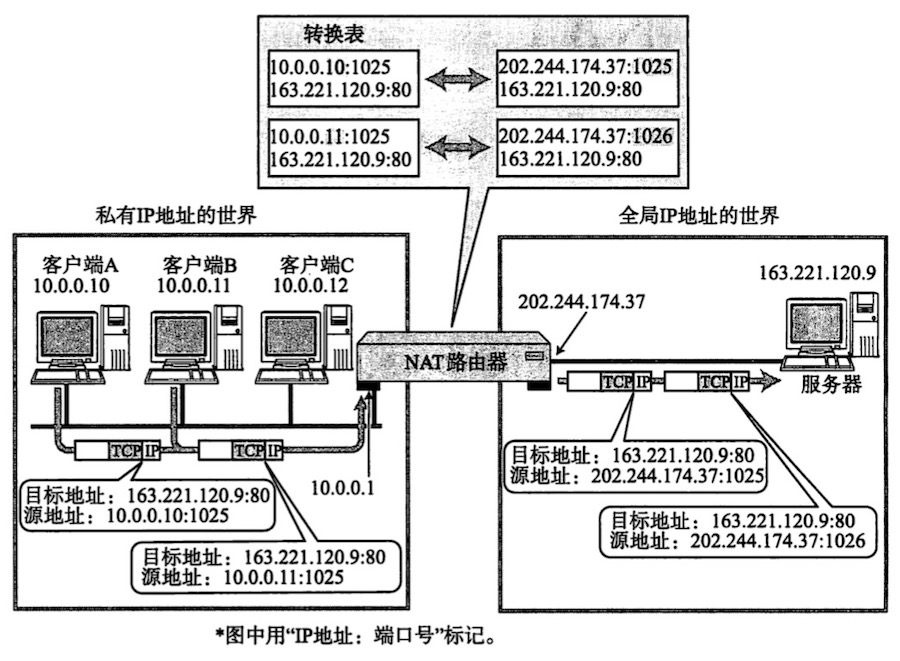 转换表
10.0.0.10:1025
163.221.120.9:80
202.244.174.37:1025
163.221.120.9:80
10.0.0.11:1025
163.221.120.9:80
202.244.174.37:1026
163.221.120.9:80
私有IP地址的世界
全局IP地址的世界
客户端A
10.0.0.10
客户端B
10.0.0.11
客户端C
10.0.0.12
163.221.120.9
202.244.174.37
NAT路由器
服务器
TCP IP
TCP IP
TCP IP
TCP IP
10.0.0.1
目标地址：163.221.120.9:80
源地址：10.0.0.10:1025
目标地址：163.221.120.9:80
源地址：10.0.0.11:1025
目标地址：163.221.120.9:80
源地址：202.244.174.37:1025
目标地址：163.221.120.9:80
源地址：202.244.174.37:1026
*图中用“IP地址：端口号”标记。